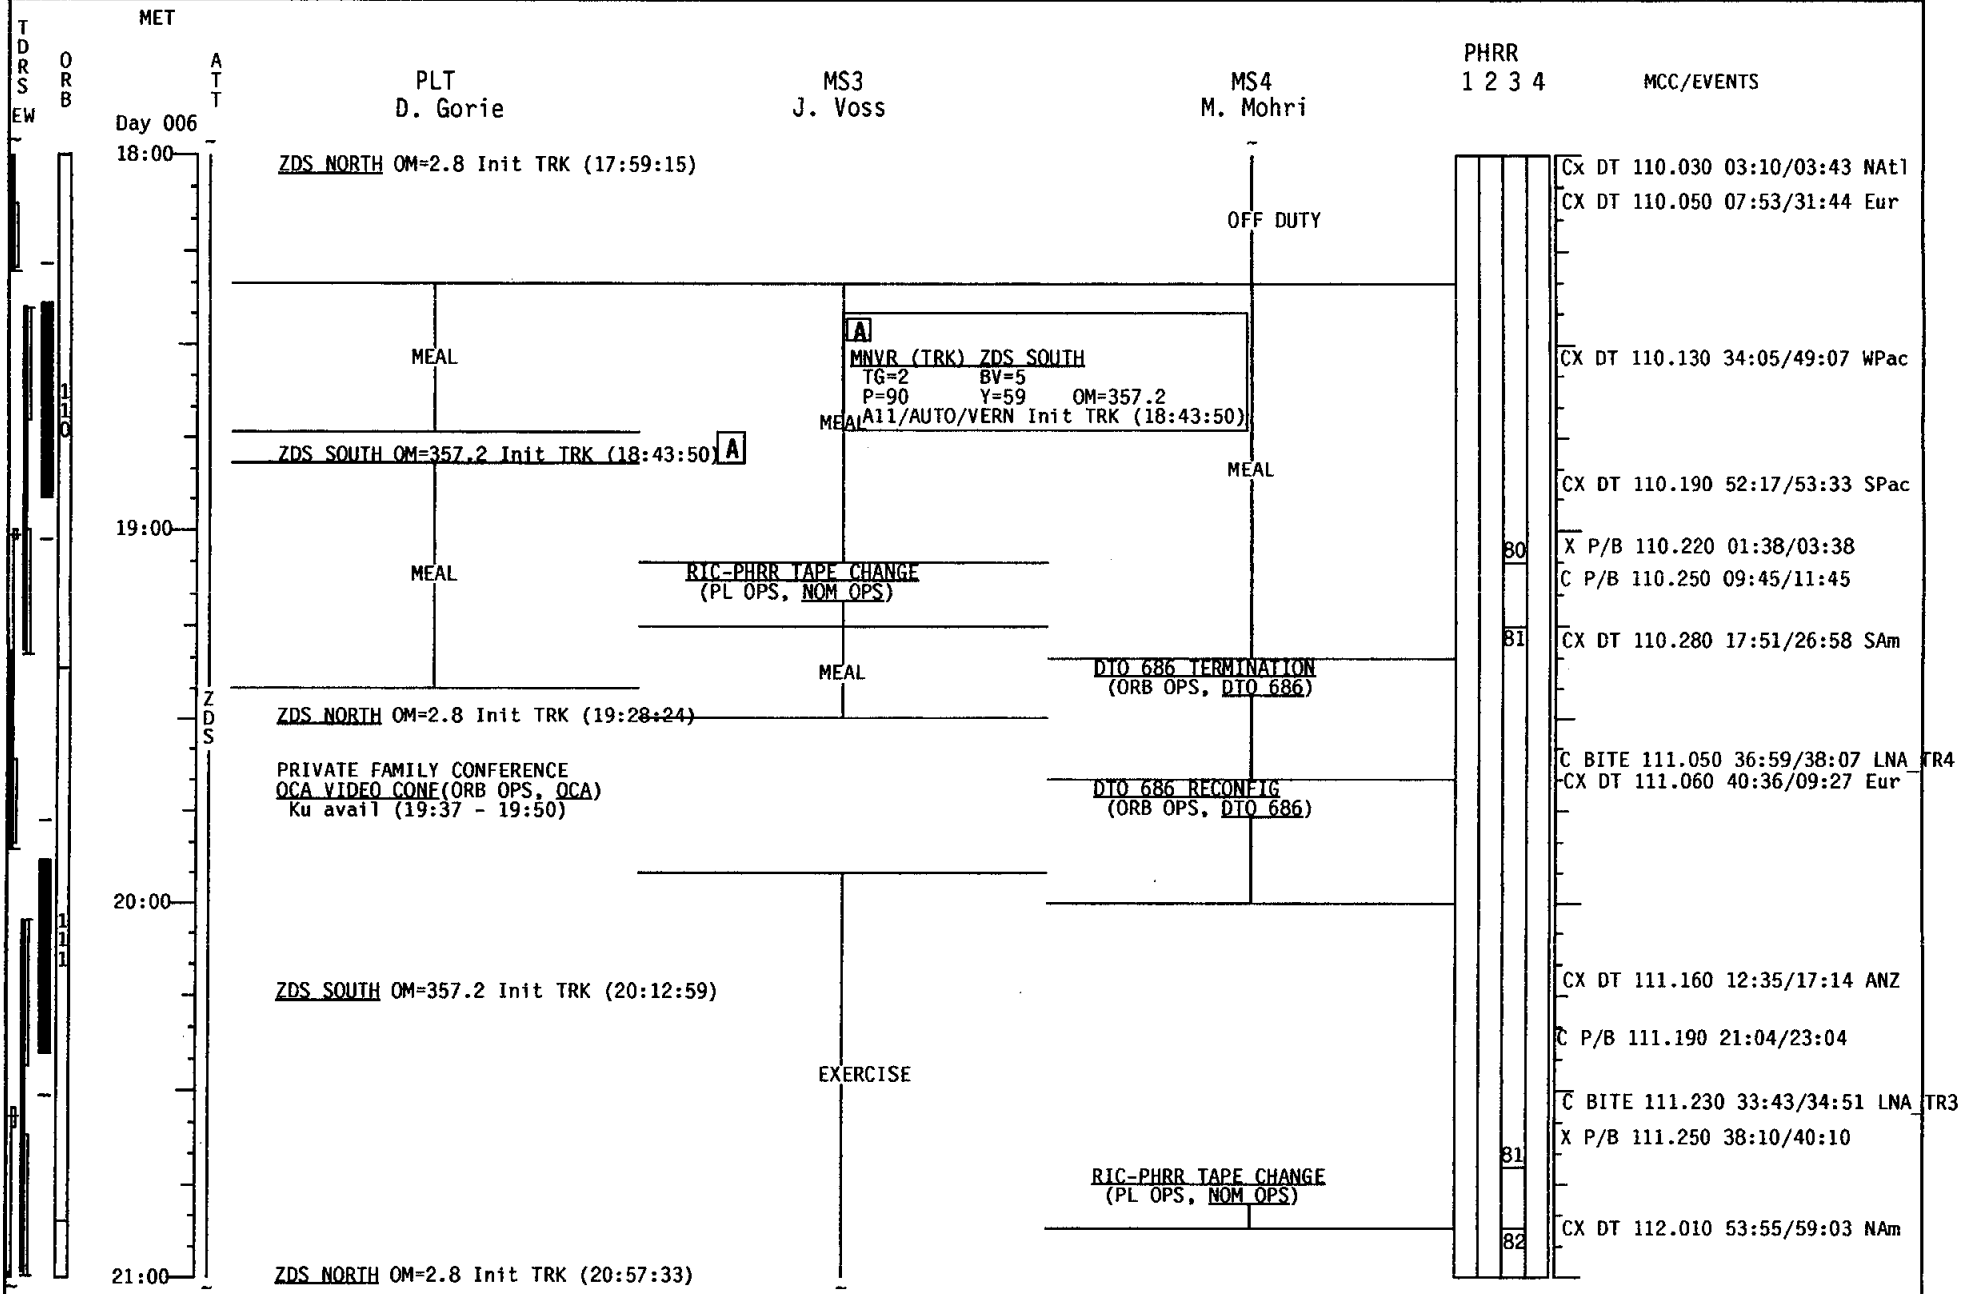 MET
TDRS
EW
ORB
ATT
PLT
D. Gorie
MS3
J. Voss
MS4
M. Mohri
PHRR
1 2 3 4
MCC/EVENTS
Day 006
18:00
ZDS NORTH OM=2.8 Init TRK (17:59:15)
OFF DUTY
Cx DT 110.030 03:10/03:43 NAtl
CX DT 110.050 07:53/31:44 Eur
MEAL
A
MNVR (TRK) ZDS SOUTH
TG=2 BV=5
P=90 Y=59 OM=357.2
All/AUTO/VERN Init TRK (18:43:50)
MEAL
CX DT 110.130 34:05/49:07 WPac
110
ZDS SOUTH OM=357.2 Init TRK (18:43:50) A
MEAL
CX DT 110.190 52:17/53:33 SPac
19:00
80
X P/B 110.220 01:38/03:38
MEAL
RIC-PHRR TAPE CHANGE
(PL OPS, NOM OPS)
C P/B 110.250 09:45/11:45
81
CX DT 110.280 17:51/26:58 SAm
MEAL
DTO 686 TERMINATION
(ORB OPS, DTO 686)
ZDS
ZDS NORTH OM=2.8 Init TRK (19:28:24)
PRIVATE FAMILY CONFERENCE
OCA VIDEO CONF(ORB OPS, OCA)
Ku avail (19:37 - 19:50)
DTO 686 RECONFIG
(ORB OPS, DTO 686)
C BITE 111.050 36:59/38:07 LNA_TR4
CX DT 111.060 40:36/09:27 Eur
20:00
111
ZDS SOUTH OM=357.2 Init TRK (20:12:59)
CX DT 111.160 12:35/17:14 ANZ
C P/B 111.190 21:04/23:04
EXERCISE
C BITE 111.230 33:43/34:51 LNA_TR3
X P/B 111.250 38:10/40:10
81
RIC-PHRR TAPE CHANGE
(PL OPS, NOM OPS)
CX DT 112.010 53:55/59:03 NAm
82
21:00
ZDS NORTH OM=2.8 Init TRK (20:57:33)